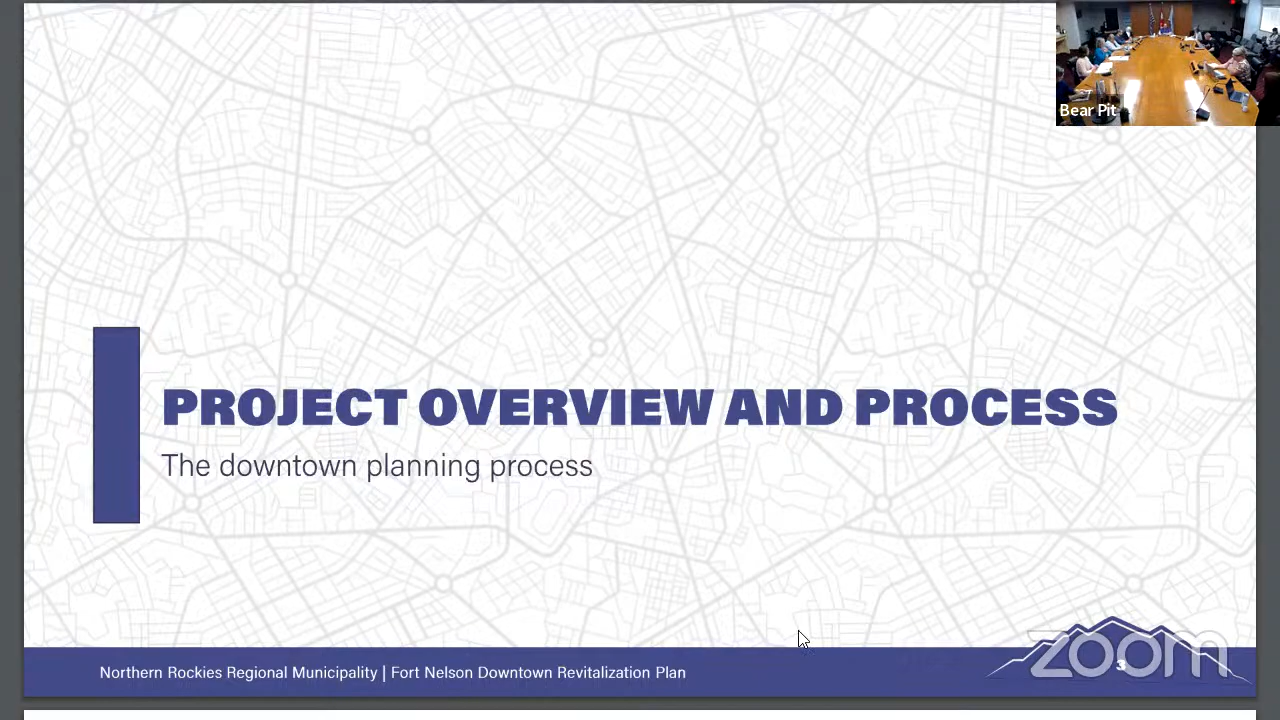 Bear Pit
PROJECT OVERVIEW AND PROCESS
The downtown planning process
Northern Rockies Regional Municipality | Fort Nelson Downtown Revitalization Plan
3
zoom